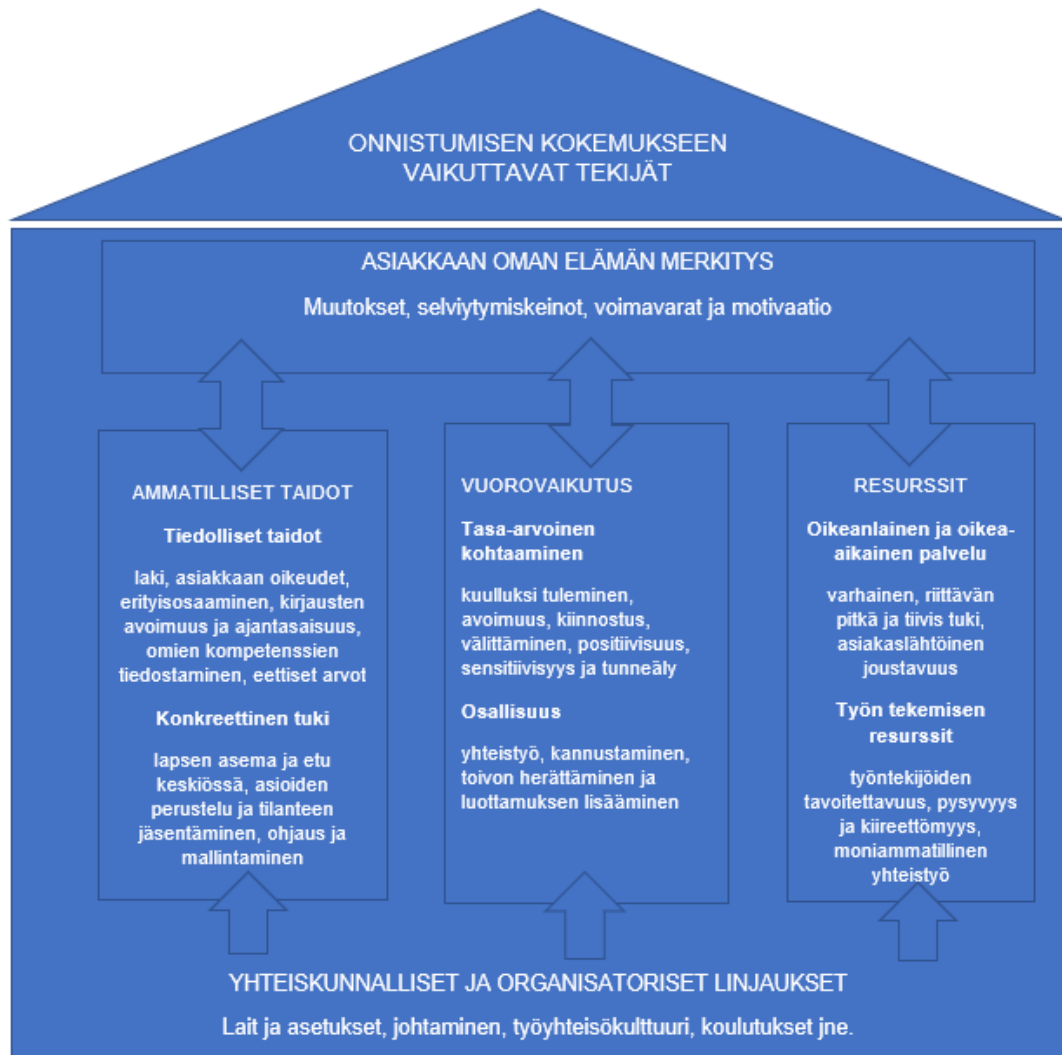 ONNISTUMISEN KOKEMUKSEEN
VAIKUTTAVAT TEKIJÄT
ASIAKKAAN OMAN ELÄMÄN MERKITYS
Muutokset, selviytymiskeinot, voimavarat ja motivaatio
AMMATILLISET TAIDOT
Tiedolliset taidot
laki, asiakkaan oikeudet,
erityisosaaminen, kirjausten
avoimuus ja ajantasaisuus,
omien kompetenssien
tiedostaminen, eettiset arvot
Konkreettinen tuki
lapsen asema ja etu
keskiössä, asioiden
perustelu ja tilanteen
jäsentäminen, ohjaus ja
mallintaminen
VUOROVAIKUTUS
Tasa-arvoinen
kohtaaminen
kuulluksi tuleminen,
avoimuus, kiinnostus,
välittäminen, positiivisuus,
sensitiivisyys ja tunneäly
Osallisuus
yhteistyö, kannustaminen,
toivon herättäminen ja
luottamuksen lisääminen
RESURSSIT
Oikeanlainen ja oikea-
aikainen palvelu
varhainen, riittävän
pitkä ja tiivis tuki,
asiakaslähtöinen
joustavuus
Työn tekemisen
resurssit
työntekijöiden
tavoitettavuus, pysyvyys
ja kiireettömyys,
moniammatillinen
yhteistyö
YHTEISKUNNALLISET JA ORGANISATORISET LINJAUKSET
Lait ja asetukset, johtaminen, työyhteisökulttuuri, koulutukset jne.